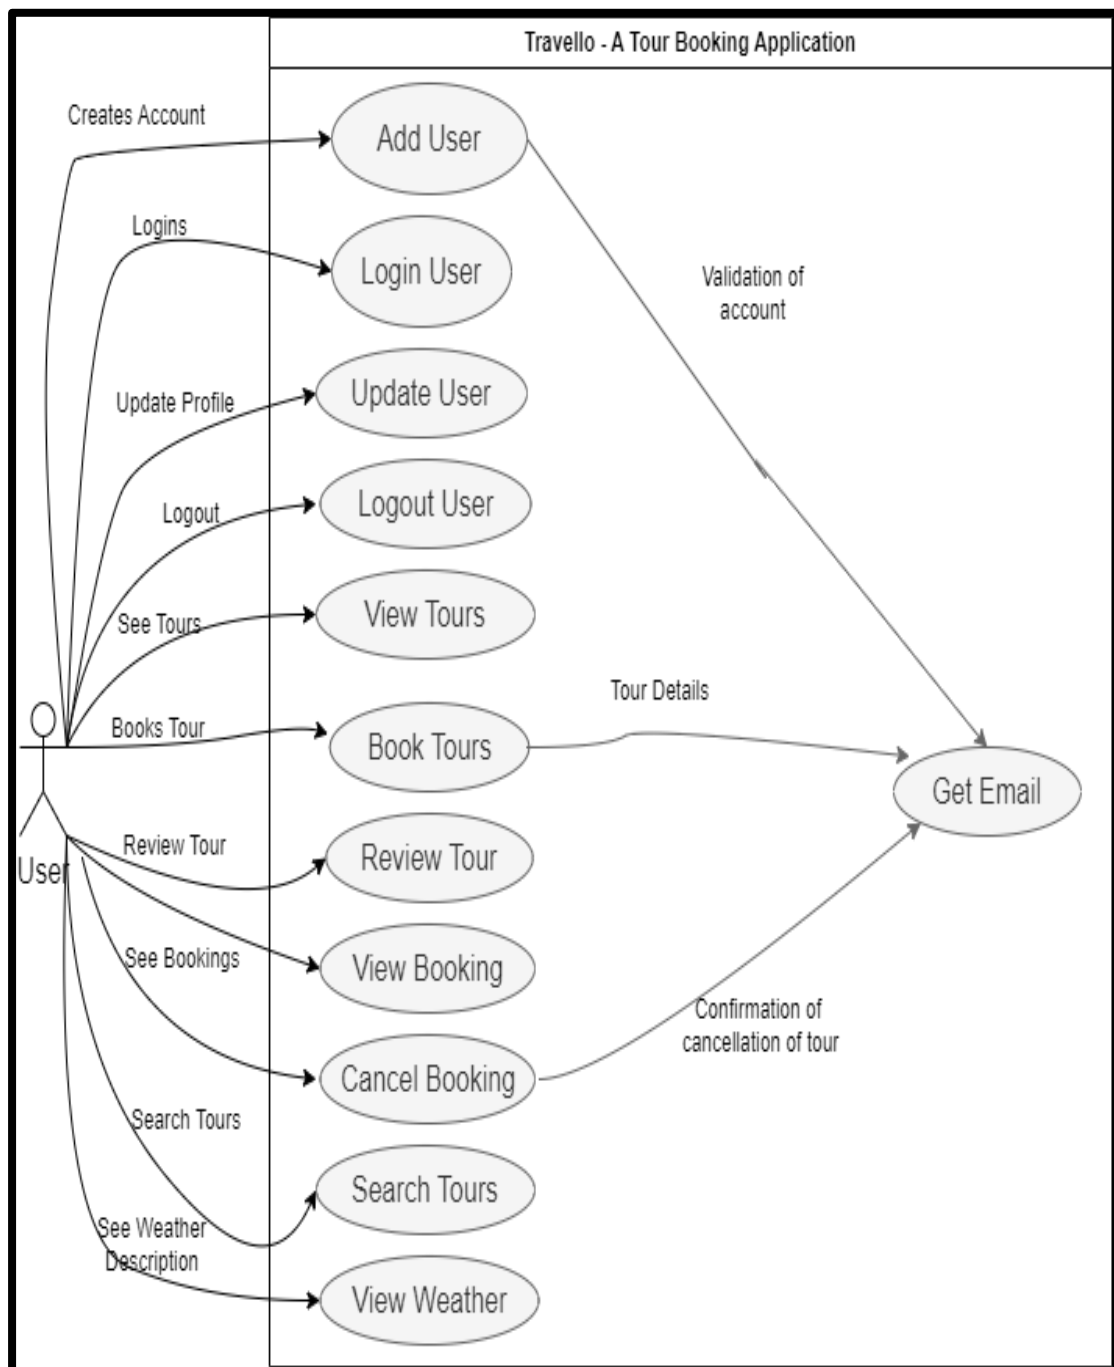 Travello - A Tour Booking Application
Creates Account
Add User
Logins
Login User
Validation of
account
Update Profile
Update User
Logout
Logout User
See Tours
View Tours
Tour Details
Books Tour
Book Tours
Get Email
Review Tour
Review Tour
User
See Bookings
View Booking
Confirmation of
cancellation of tour
Cancel Booking
Search Tours
Search Tours
See Weather
Description
View Weather